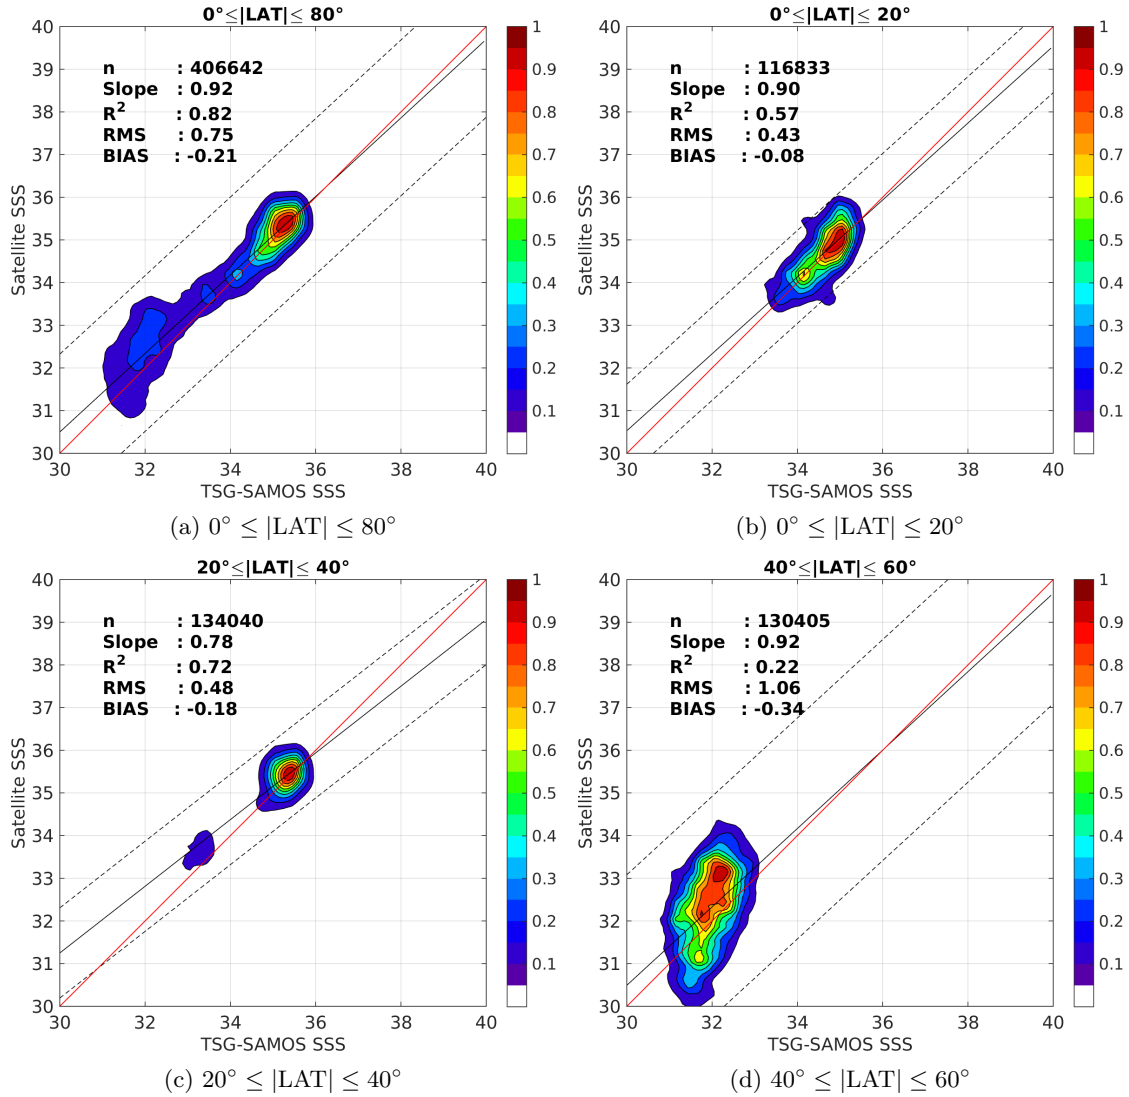 0°≤|LAT|≤ 80°
n : 406642
Slope : 0.92
R² : 0.82
RMS : 0.75
BIAS : -0.21
40
39
38
37
36
35
34
33
32
31
30
30 32 34 36 38 40
Satellite SSS
TSG-SAMOS SSS
1
0.9
0.8
0.7
0.6
0.5
0.4
0.3
0.2
0.1
(a) 0° ≤ |LAT| ≤ 80°
0°≤|LAT|≤ 20°
n : 116833
Slope : 0.90
R² : 0.57
RMS : 0.43
BIAS : -0.08
40
39
38
37
36
35
34
33
32
31
30
30 32 34 36 38 40
Satellite SSS
TSG-SAMOS SSS
1
0.9
0.8
0.7
0.6
0.5
0.4
0.3
0.2
0.1
(b) 0° ≤ |LAT| ≤ 20°
20°≤|LAT|≤ 40°
n : 134040
Slope : 0.78
R² : 0.72
RMS : 0.48
BIAS : -0.18
40
39
38
37
36
35
34
33
32
31
30
30 32 34 36 38 40
Satellite SSS
TSG-SAMOS SSS
1
0.9
0.8
0.7
0.6
0.5
0.4
0.3
0.2
0.1
(c) 20° ≤ |LAT| ≤ 40°
40°≤|LAT|≤ 60°
n : 130405
Slope : 0.92
R² : 0.22
RMS : 1.06
BIAS : -0.34
40
39
38
37
36
35
34
33
32
31
30
30 32 34 36 38 40
Satellite SSS
TSG-SAMOS SSS
1
0.9
0.8
0.7
0.6
0.5
0.4
0.3
0.2
0.1
(d) 40° ≤ |LAT| ≤ 60°